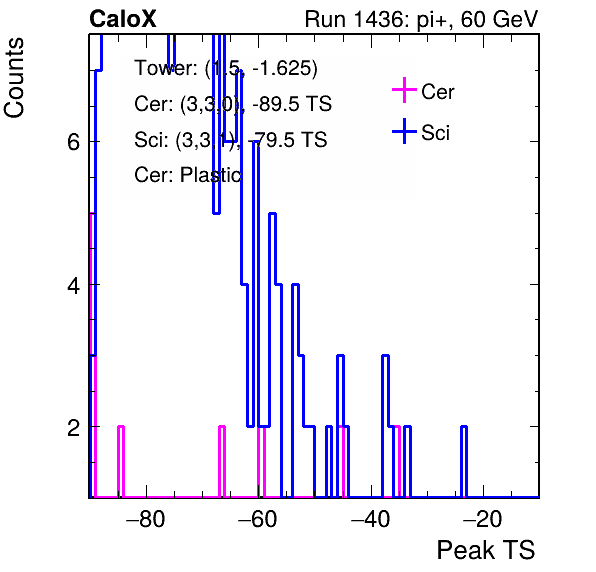 CaloX
Run 1436: pi+, 60 GeV
Counts
Tower: (1.5, -1.625)
Cer: (3,3,0), -89.5 TS
Sci: (3,3,1), -79.5 TS
Cer: Plastic
Cer
Sci
6
4
2
−80 −60 −40 −20
Peak TS